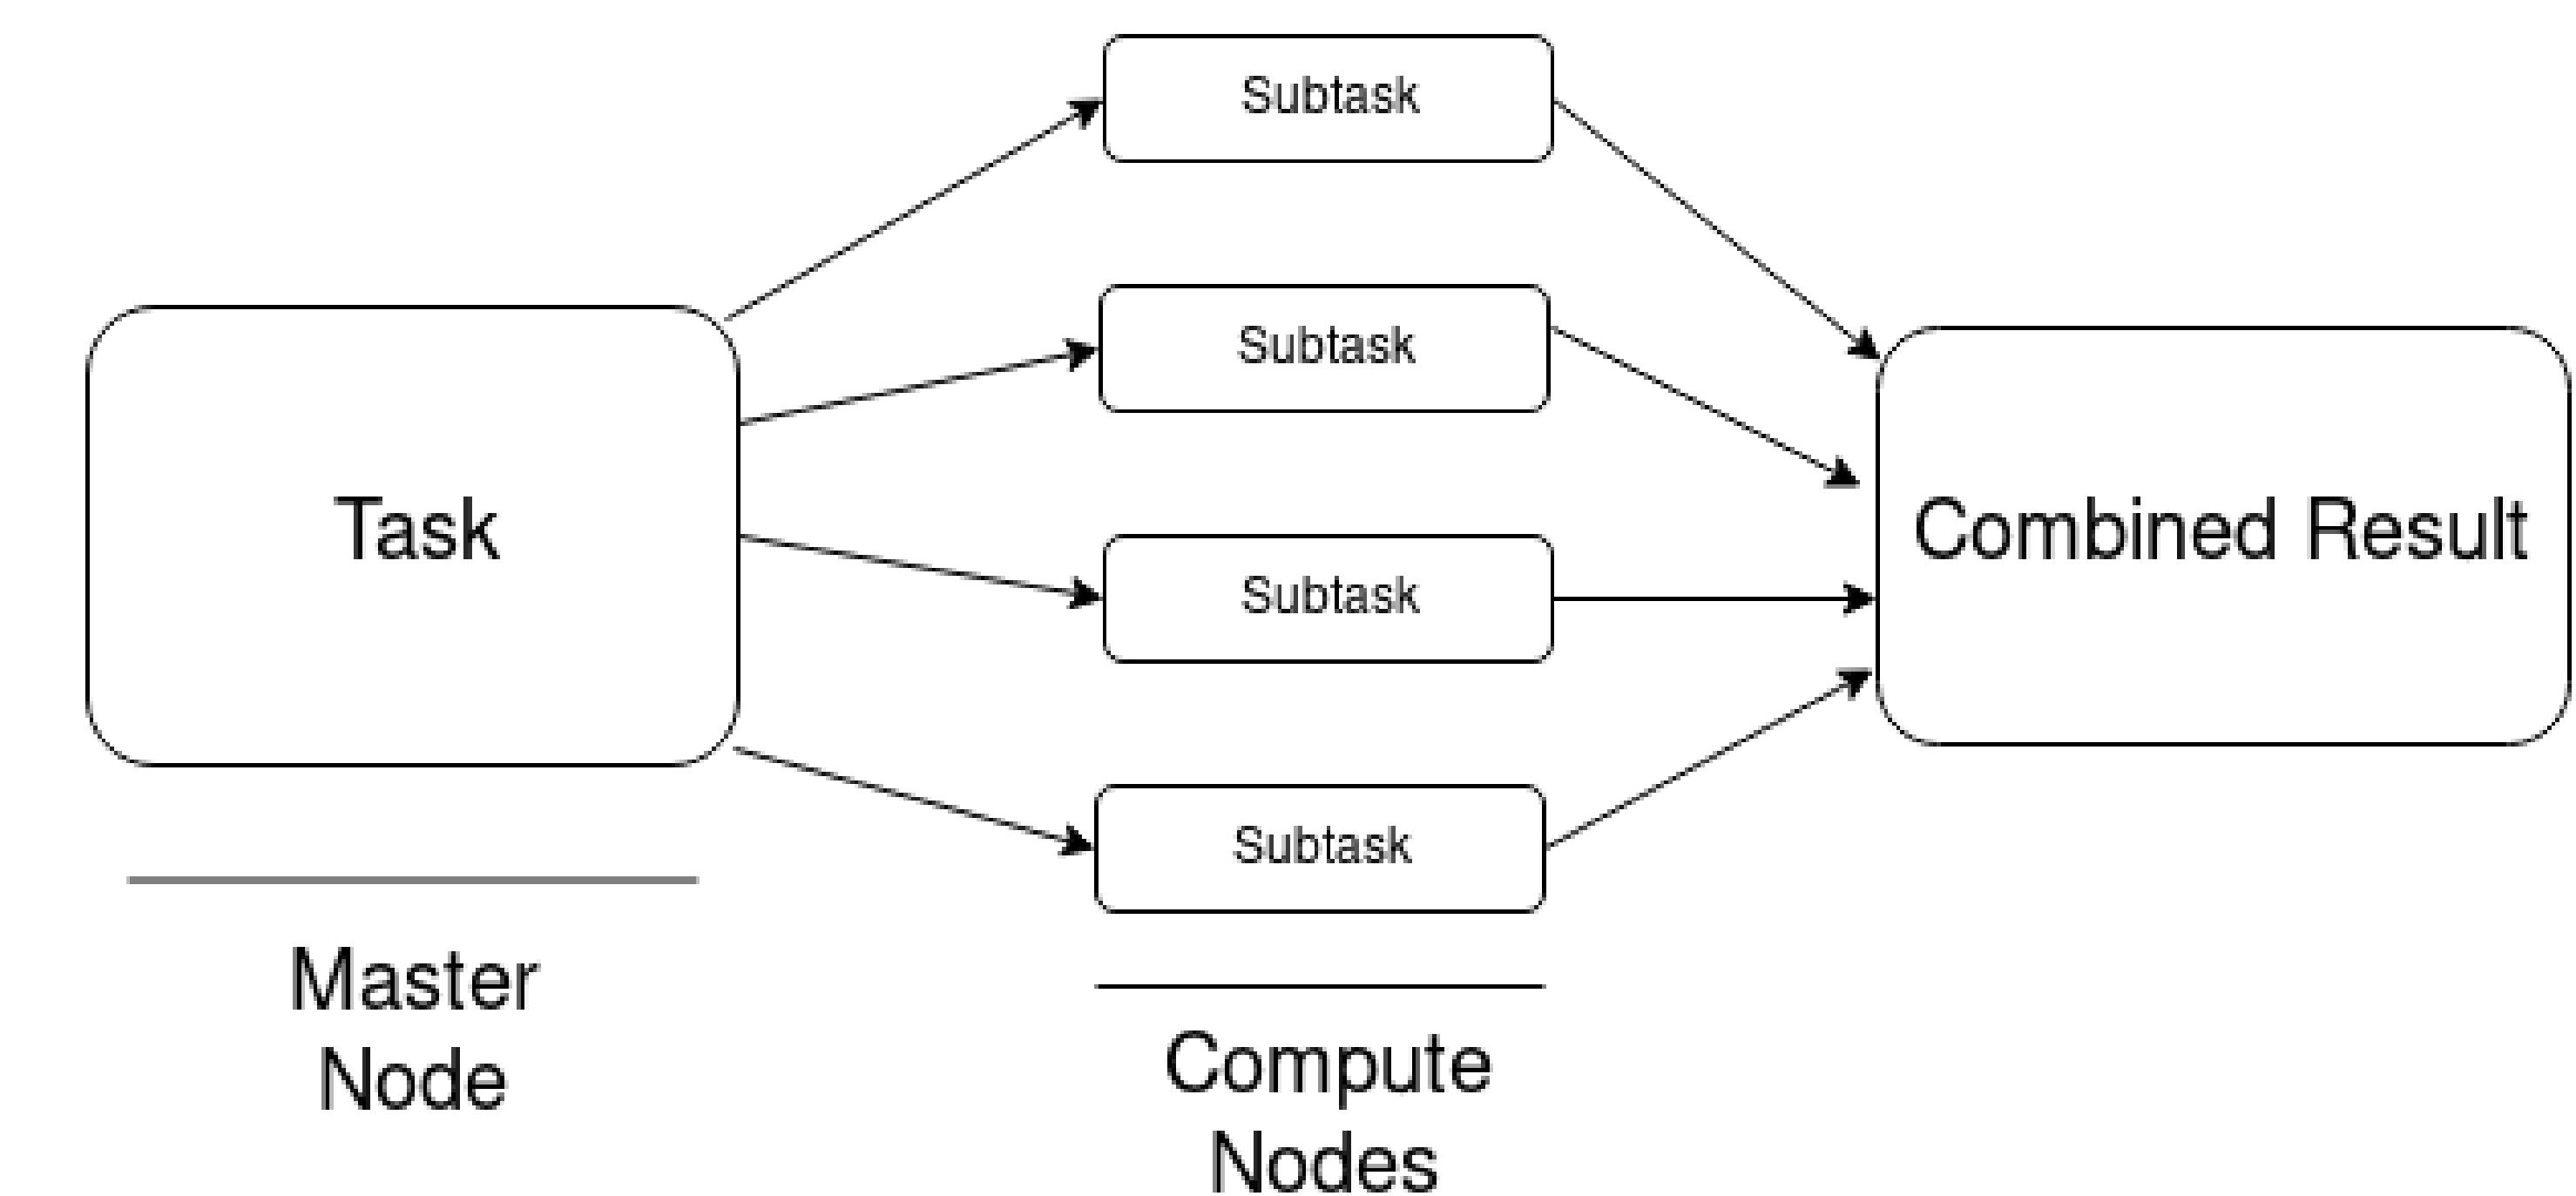 Subtask
Subtask
Task
Combined Result
Subtask
Subtask
Master
Node
Compute
Nodes